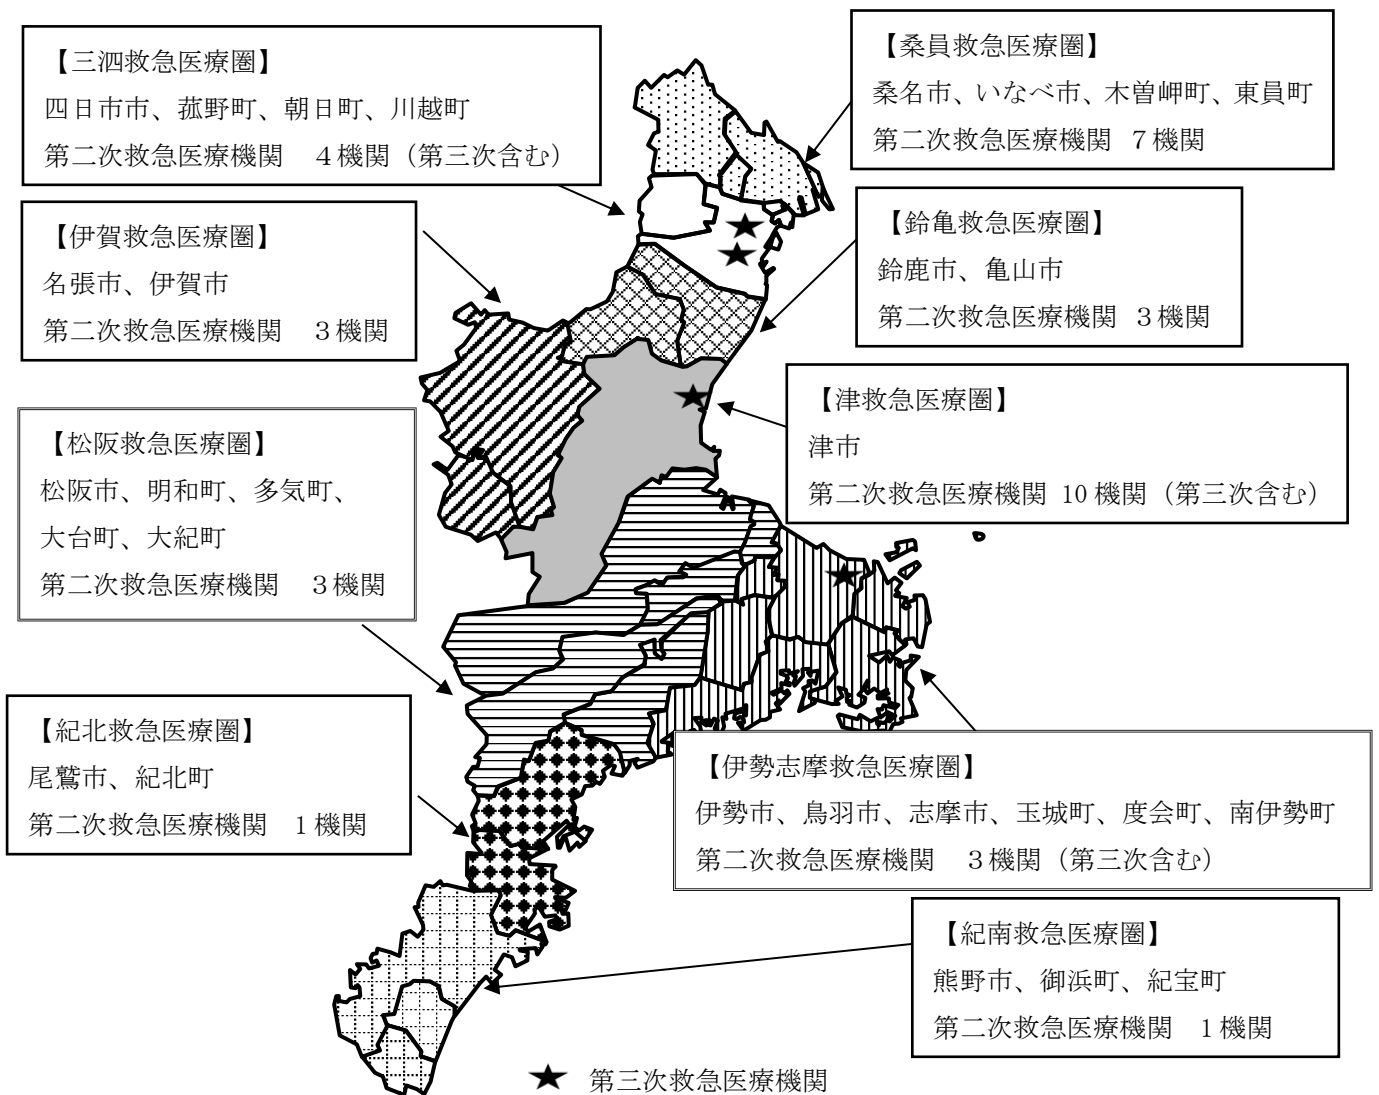 【三泗救急医療圏】
四日市市、菰野町、朝日町、川越町
第二次救急医療機関　４機関（第三次含む）
【桑員救急医療圏】
桑名市、いなべ市、木曽岬町、東員町
第二次救急医療機関 ７機関
【伊賀救急医療圏】
名張市、伊賀市
第二次救急医療機関　３機関
【鈴亀救急医療圏】
鈴鹿市、亀山市
第二次救急医療機関 ３機関
【津救急医療圏】
津市
第二次救急医療機関 10 機関（第三次含む）
【松阪救急医療圏】
松阪市、明和町、多気町、
大台町、大紀町
第二次救急医療機関　３機関
【紀北救急医療圏】
尾鷲市、紀北町
第二次救急医療機関　１機関
【伊勢志摩救急医療圏】
伊勢市、鳥羽市、志摩市、玉城町、度会町、南伊勢町
第二次救急医療機関　３機関（第三次含む）
【紀南救急医療圏】
熊野市、御浜町、紀宝町
第二次救急医療機関　１機関
★　第三次救急医療機関